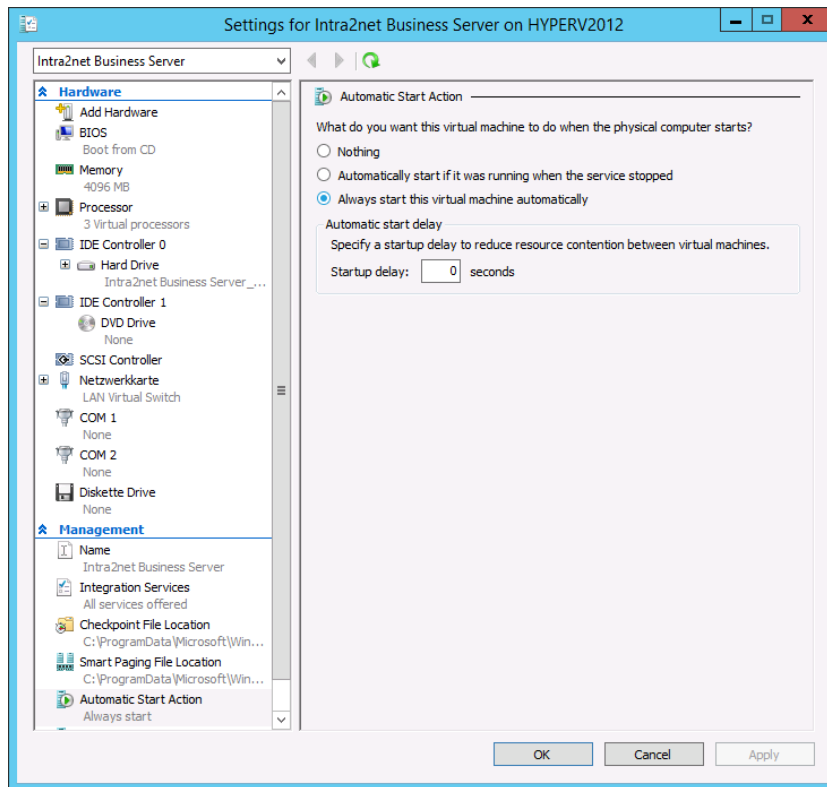 Settings for Intra2net Business Server on HYPERV2012
Intra2net Business Server
Hardware
Add Hardware
BIOS
Boot from CD
Memory
4096 MB
Processor
3 Virtual processors
IDE Controller 0
Hard Drive
Intra2net Business Server_...
IDE Controller 1
DVD Drive
None
SCSI Controller
Netzwerkkarte
LAN Virtual Switch
COM 1
None
COM 2
None
Diskette Drive
None
Management
Name
Intra2net Business Server
Integration Services
All services offered
Checkpoint File Location
C:\ProgramData\Microsoft\Win...
Smart Paging File Location
C:\ProgramData\Microsoft\Win...
Automatic Start Action
Always start
Automatic Start Action
What do you want this virtual machine to do when the physical computer starts?
Nothing
Automatically start if it was running when the service stopped
Always start this virtual machine automatically
Automatic start delay
Specify a startup delay to reduce resource contention between virtual machines.
Startup delay: 0 seconds
OK Cancel Apply